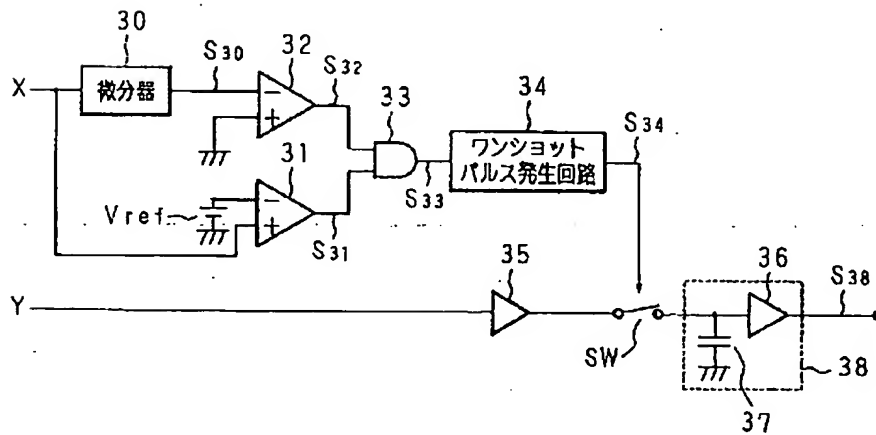 30
S30
32
S32
X
微分器
33
34
S34
ワンショット
パルス発生回路
S33
31
Vref
S31
35
36
S38
Y
SW
38
37